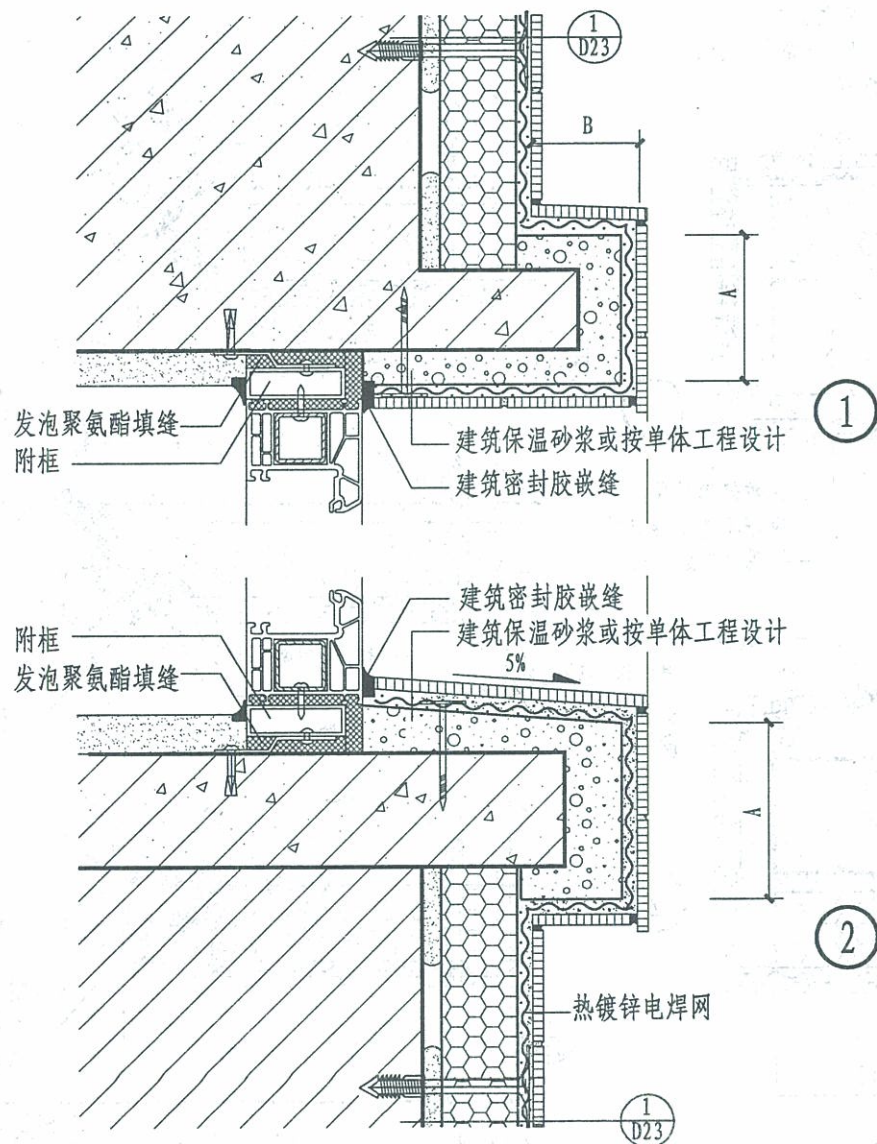 1
D23
B
A
1
发泡聚氨酯填缝
附框
建筑保温砂浆或按单体工程设计
建筑密封胶嵌缝
建筑密封胶嵌缝
建筑保温砂浆或按单体工程设计
附框
发泡聚氨酯填缝
5%
A
2
热镀锌电焊网
1
D23